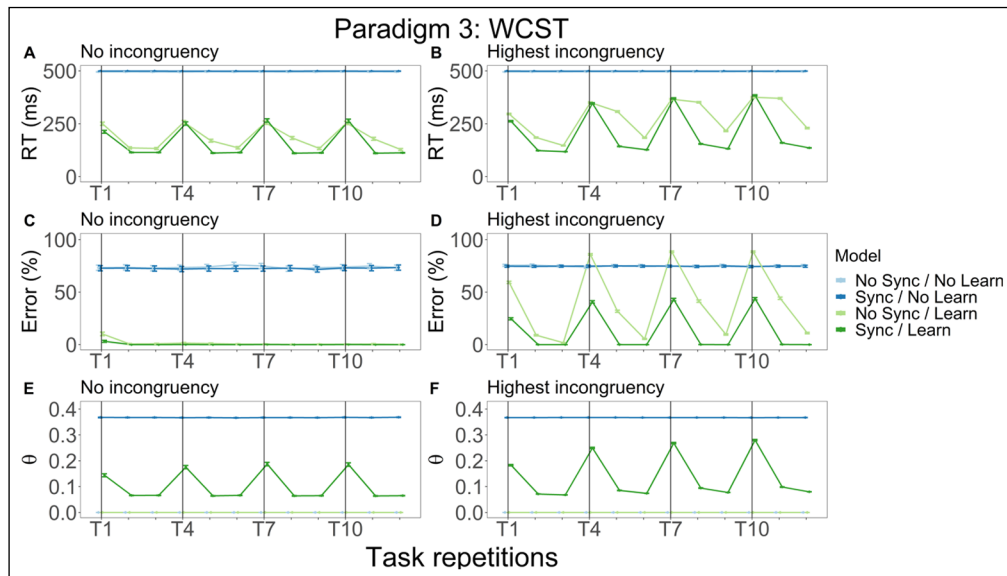 Paradigm 3: WCST
A No incongruency
RT (ms)
500
250
0
T1 T4 T7 T10
B Highest incongruency
RT (ms)
500
250
0
T1 T4 T7 T10
C No incongruency
Error (%)
100
50
0
T1 T4 T7 T10
D Highest incongruency
Error (%)
100
50
0
T1 T4 T7 T10
Model
No Sync / No Learn
Sync / No Learn
No Sync / Learn
Sync / Learn
E No incongruency
θ
0.4
0.3
0.2
0.1
0.0
T1 T4 T7 T10
F Highest incongruency
θ
0.4
0.3
0.2
0.1
0.0
T1 T4 T7 T10
Task repetitions